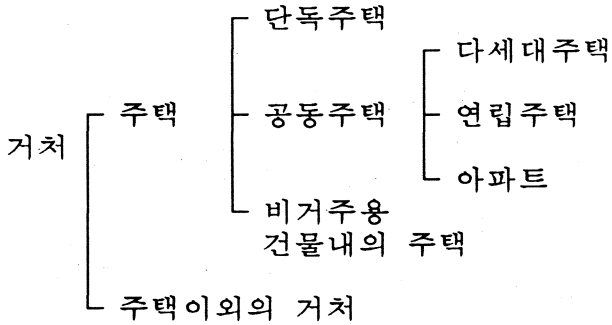 단독주택
다세대주택
주택
공동주택
연립주택
거처
아파트
비거주용
건물내의 주택
주택이외의 거처